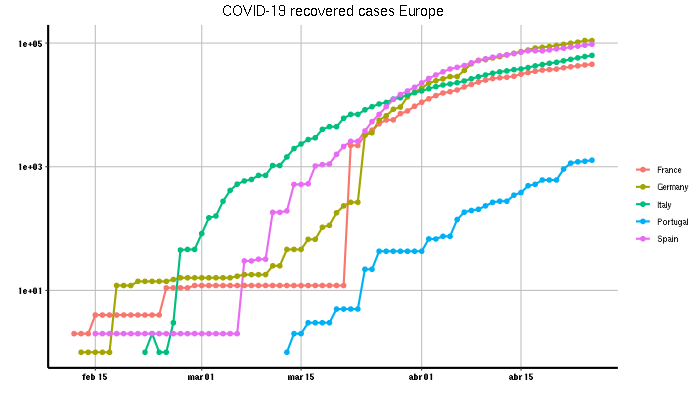 COVID-19 recovered cases Europe
1e+05
1e+03
1e+01
feb 15
mar 01
mar 15
abr 01
abr 15
France
Germany
Italy
Portugal
Spain